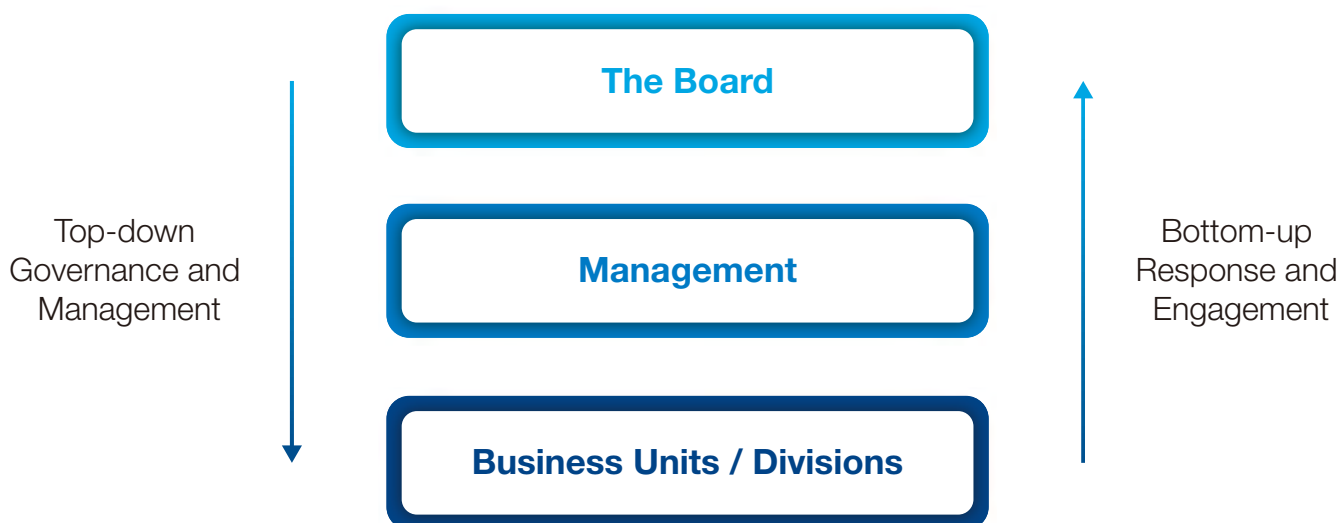 The Board
Top-down
Governance and
Management
Management
Bottom-up
Response and
Engagement
Business Units / Divisions